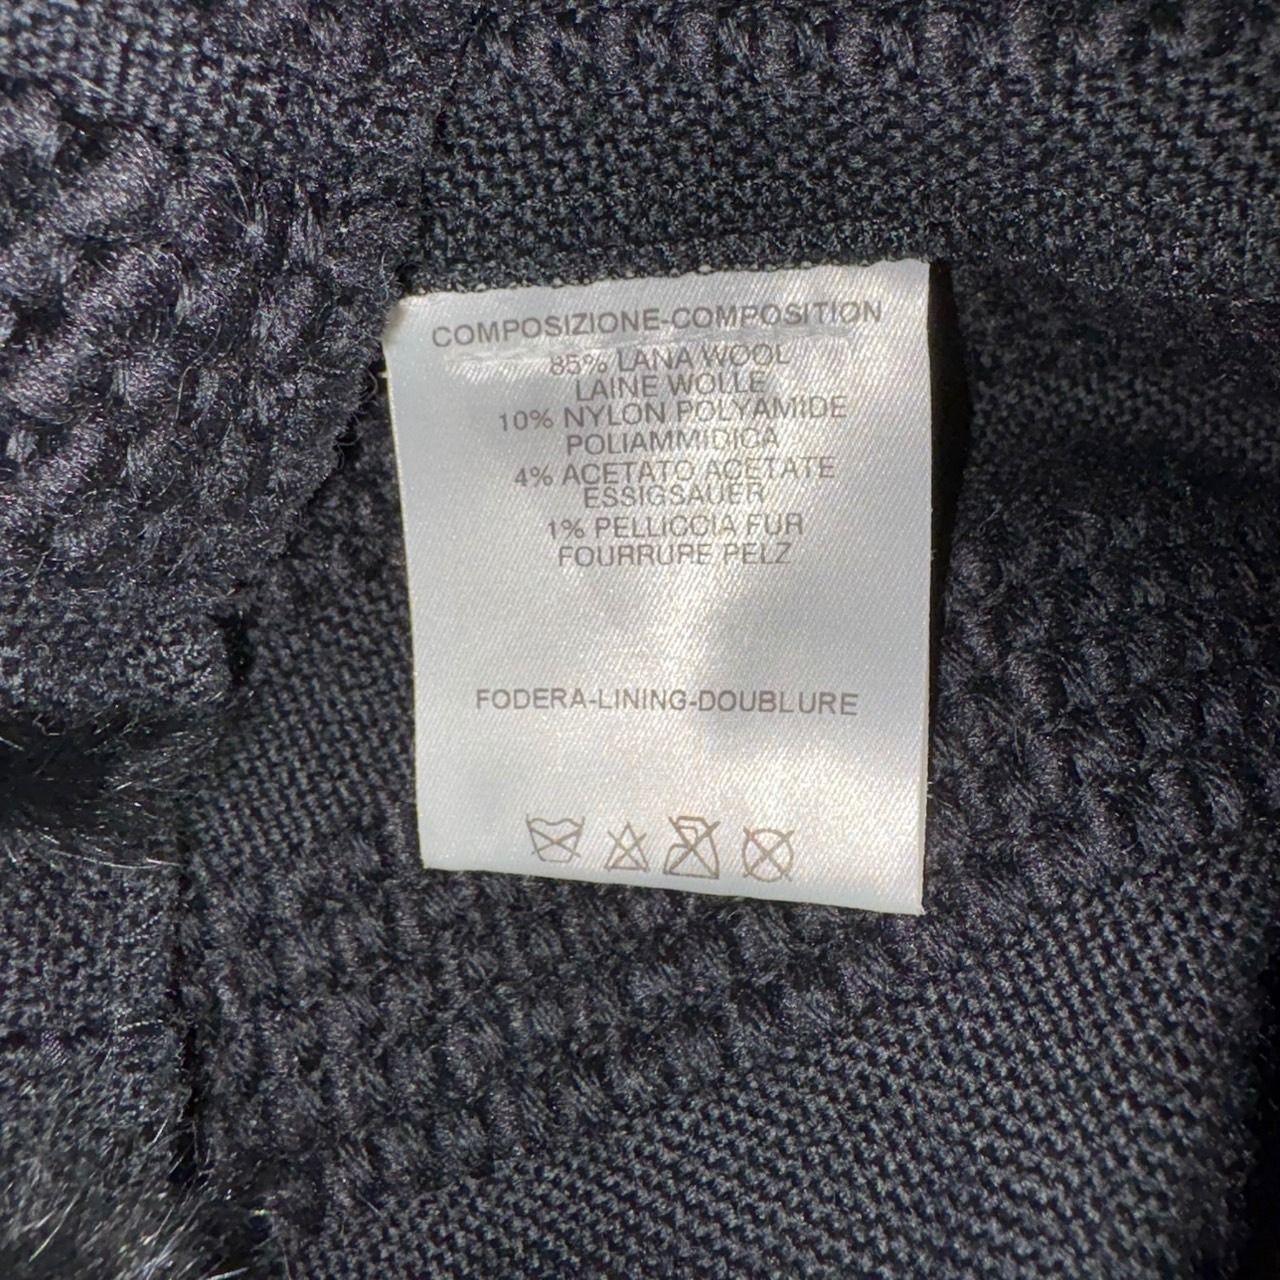 COMPOSIZIONE-COMPOSITION
85% LANA WOOL
LAINE WOLLE
10% NYLON POLYAMIDE
POLIAMMIDICA
4% ACETATO ACETATE
ESSIGSAUER
1% PELLICCIA FUR
FOURRURE PELZ
FODERA-LINING-DOUBLURE